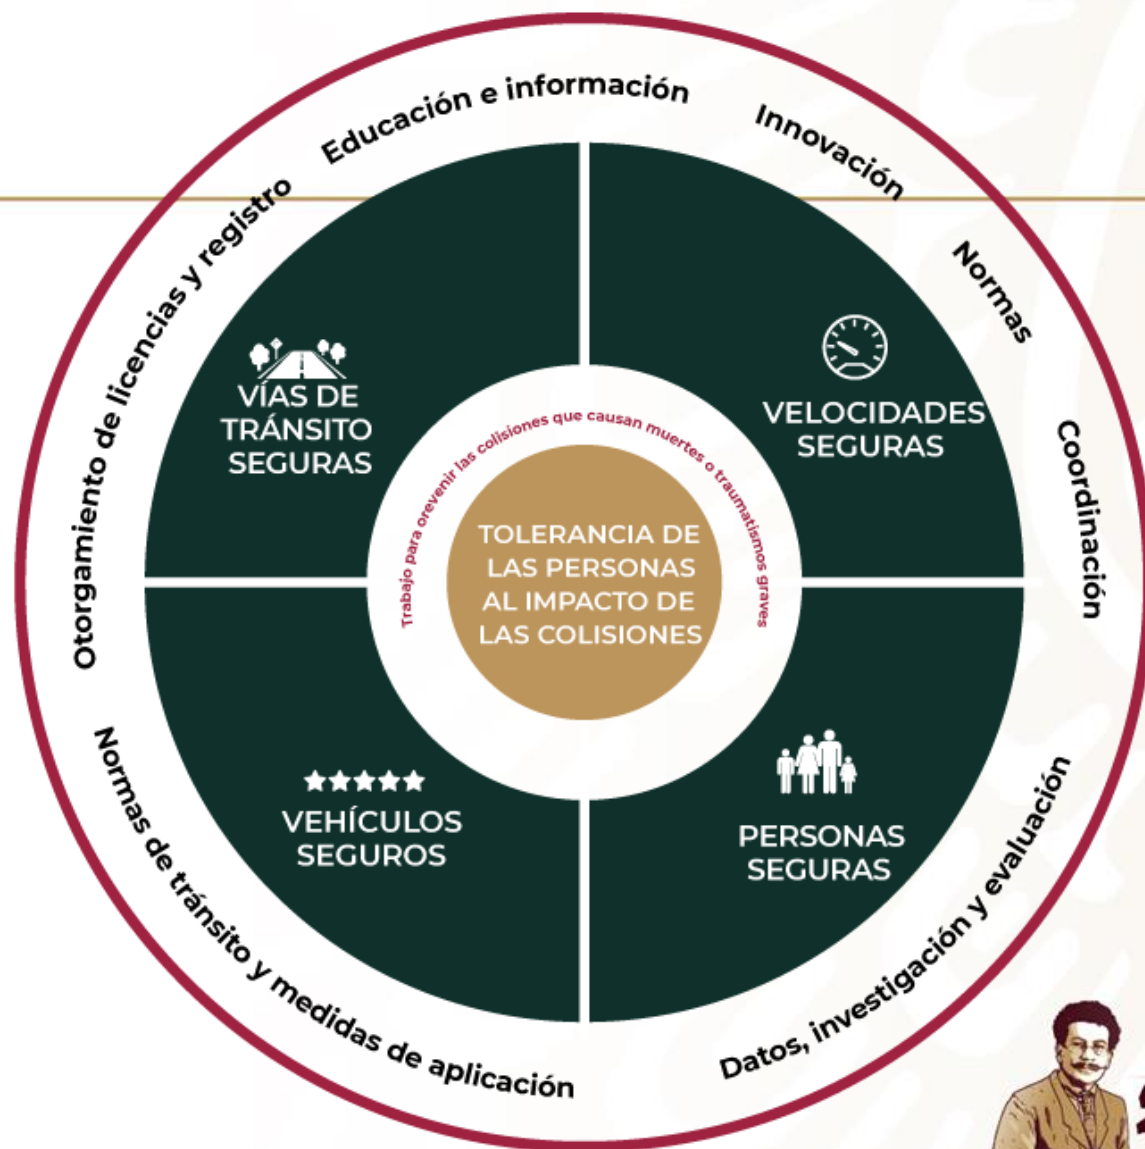 Educación e información
Innovación
Normas
Coordinación
Datos, investigación y evaluación
Normas de tránsito y medidas de aplicación
Otorgamiento de licencias y registro
VÍAS DE
TRÁNSITO
SEGURAS
VELOCIDADES
SEGURAS
Trabajo para orevenir las colisiones que causan muertes o traumatismos graves
TOLERANCIA DE
LAS PERSONAS
AL IMPACTO DE
LAS COLISIONES
VEHÍCULOS
SEGUROS
PERSONAS
SEGURAS